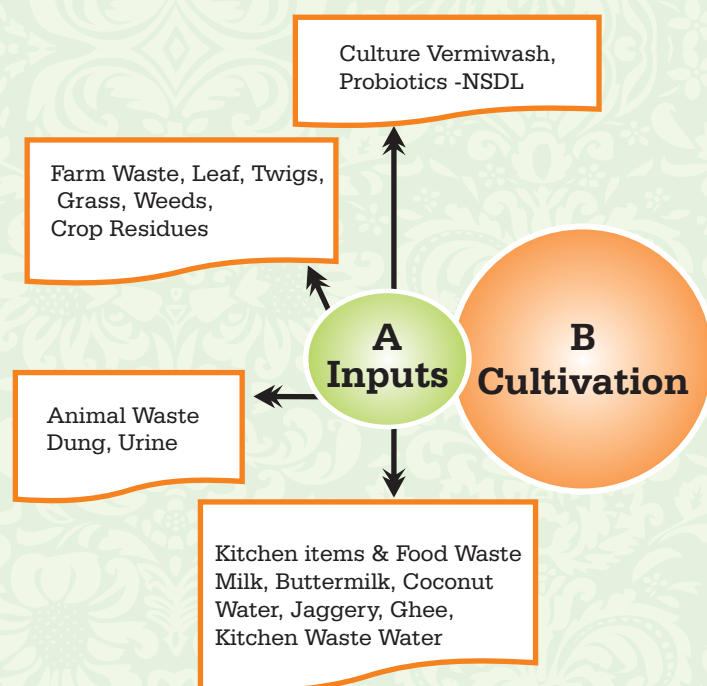 Culture Vermiwash,
Probiotics -NSDL
Farm Waste, Leaf, Twigs,
Grass, Weeds,
Crop Residues
A
Inputs
B
Cultivation
Animal Waste
Dung, Urine
Kitchen items & Food Waste
Milk, Buttermilk, Coconut
Water, Jaggery, Ghee,
Kitchen Waste Water